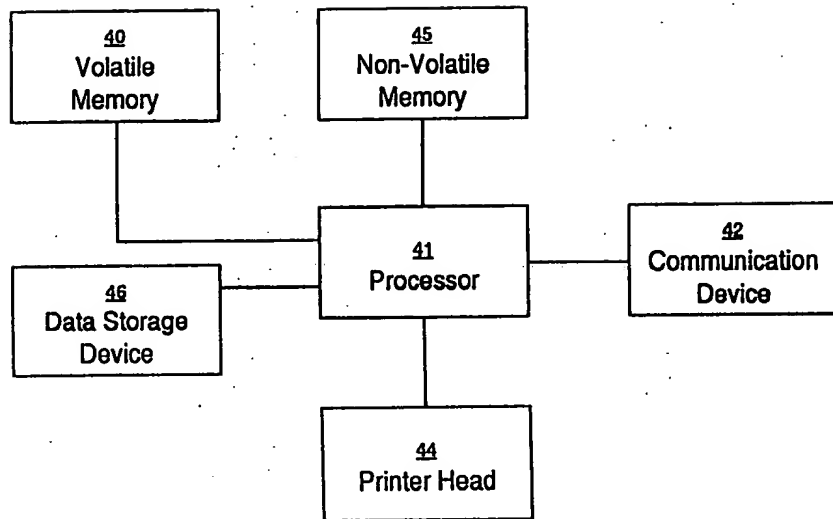 40
Volatile
Memory
45
Non-Volatile
Memory
41
Processor
42
Communication
Device
46
Data Storage
Device
44
Printer Head